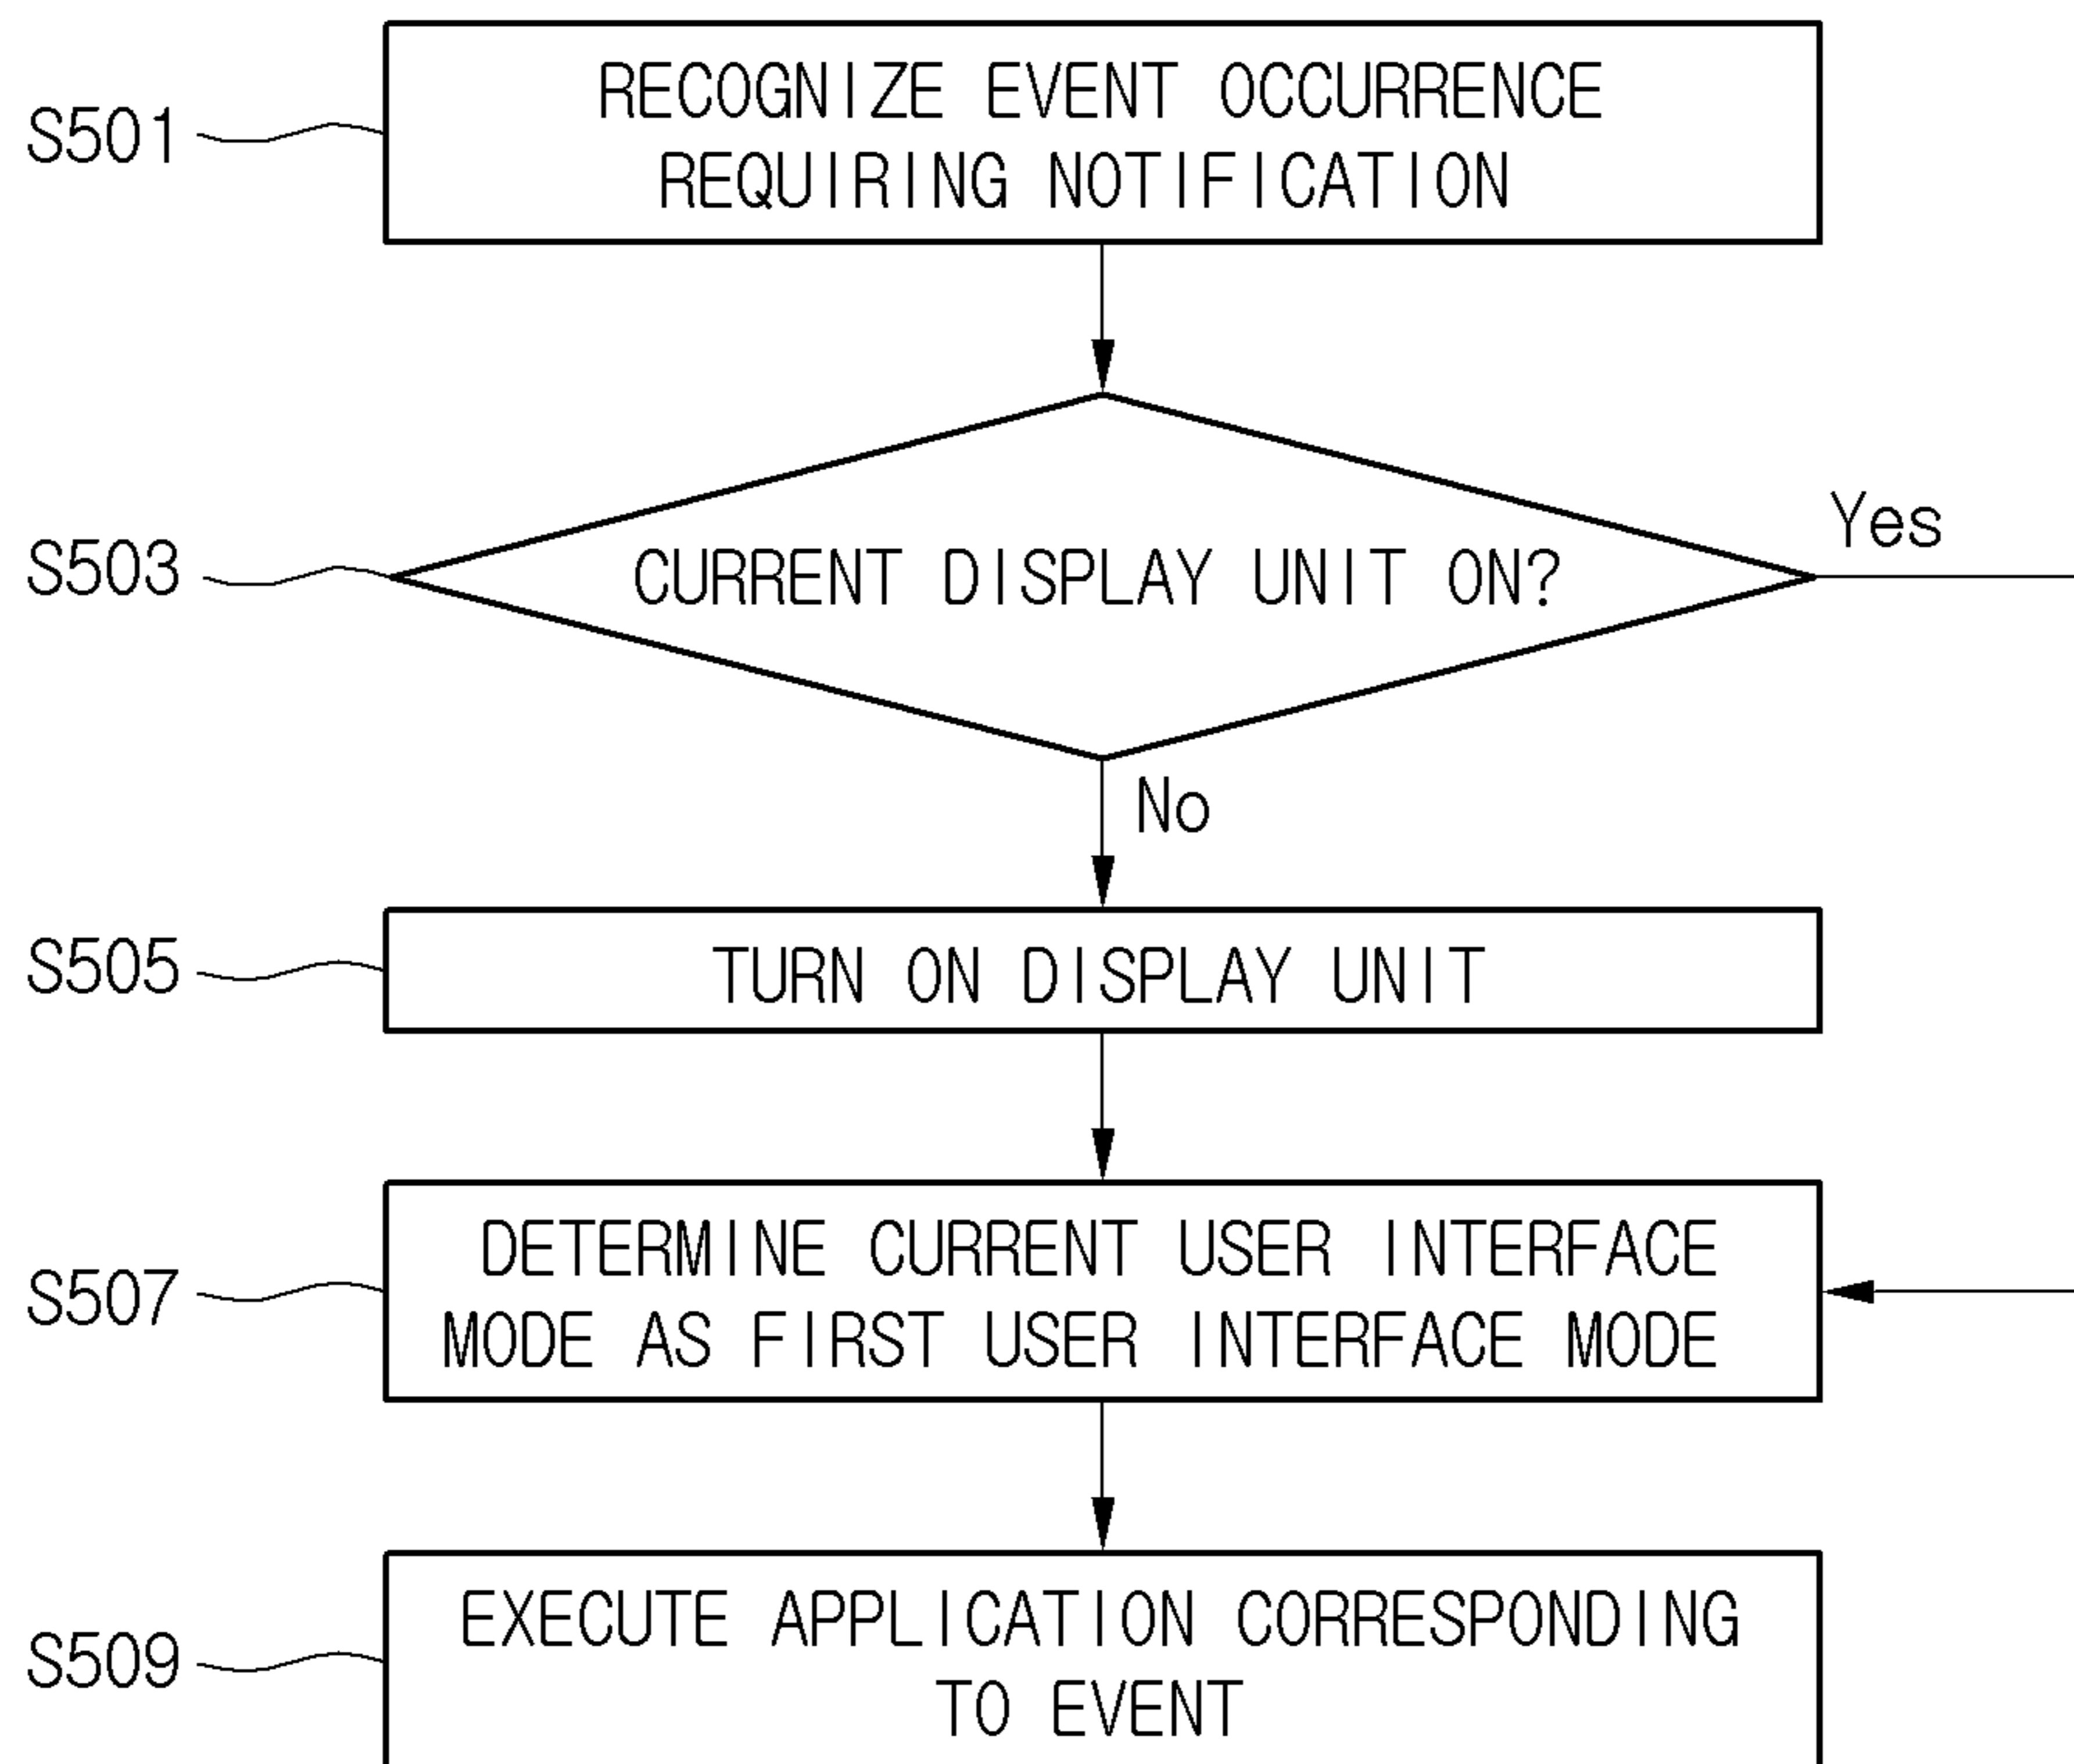 S501
RECOGNIZE EVENT OCCURRENCE
REQUIRING NOTIFICATION
S503
CURRENT DISPLAY UNIT ON?
Yes
No
S505
TURN ON DISPLAY UNIT
S507
DETERMINE CURRENT USER INTERFACE
MODE AS FIRST USER INTERFACE MODE
S509
EXECUTE APPLICATION CORRESPONDING
TO EVENT